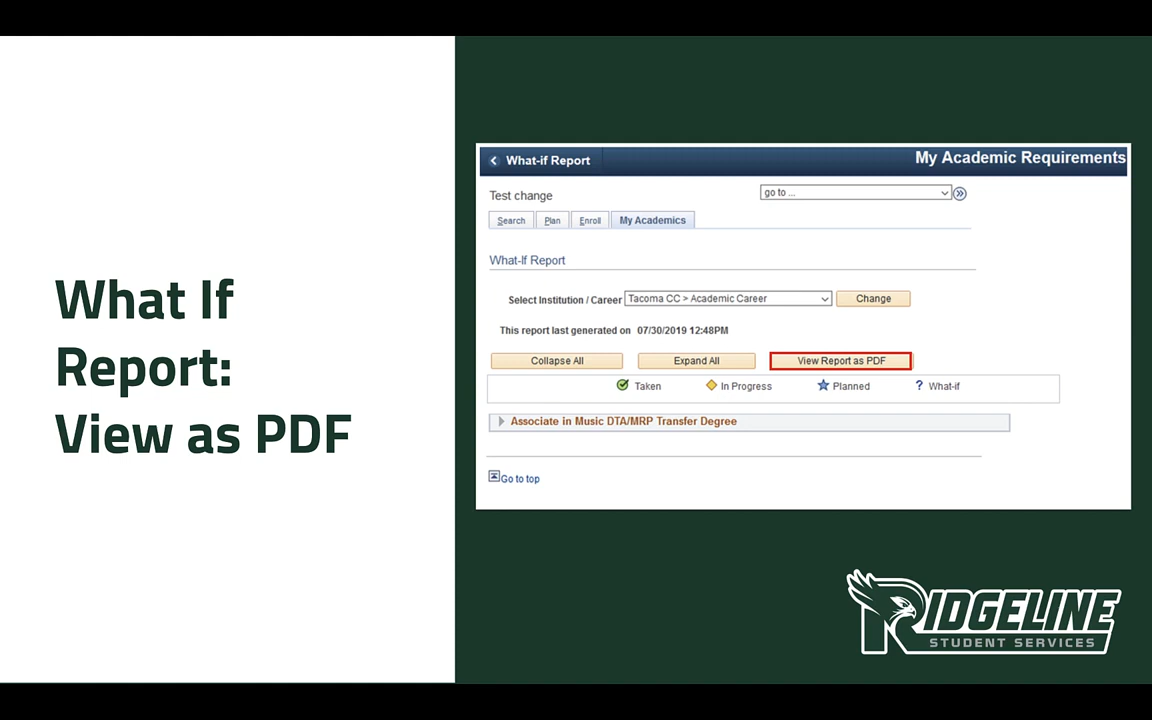 What If
Report:
View as PDF
What-if Report
My Academic Requirements
Test change
go to ...
Search
Plan
Enroll
My Academics
What-If Report
Select Institution / Career
Tacoma CC > Academic Career
Change
This report last generated on 07/30/2019 12:48PM
Collapse All
Expand All
View Report as PDF
Taken
In Progress
Planned
? What-if
Associate in Music DTA/MRP Transfer Degree
Go to top
RIDGELINE
STUDENT SERVICES